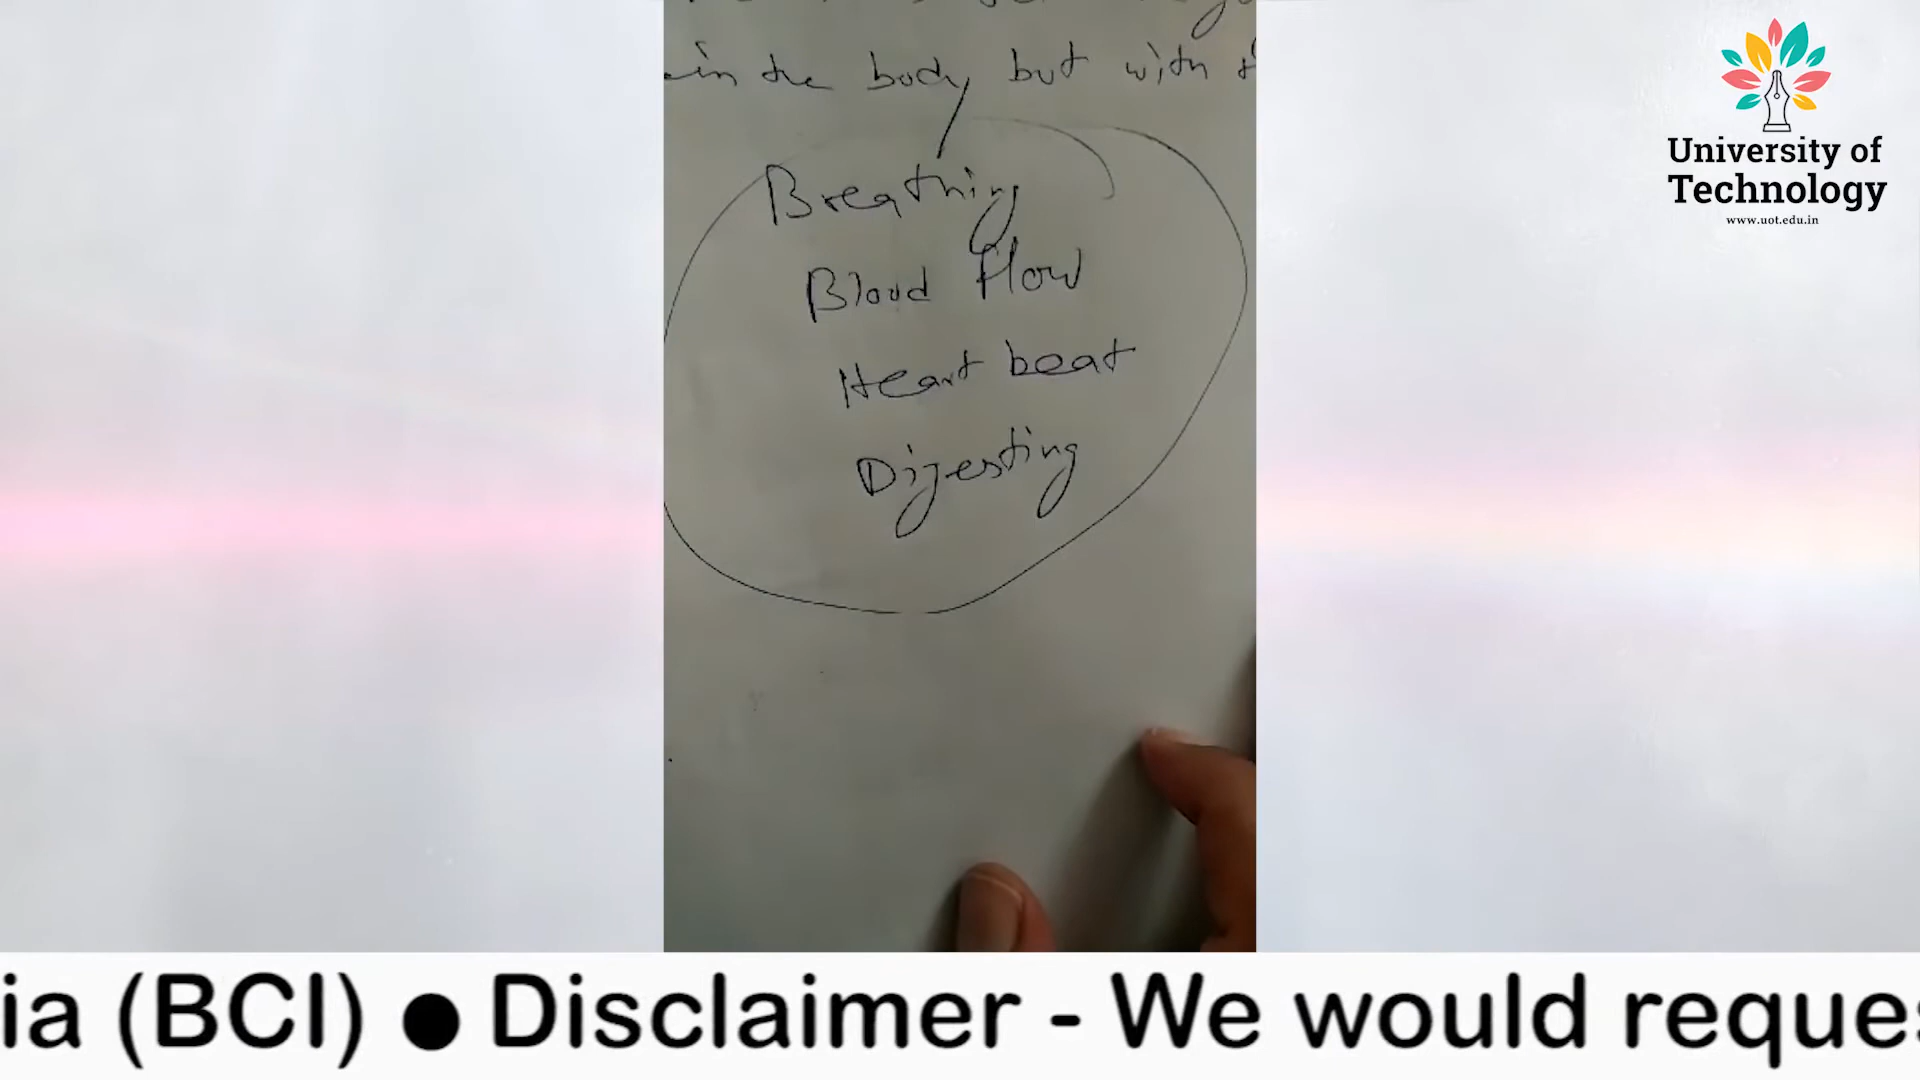 in the body but with
Breathing
Blood Flow
Heart beat
Digesting
University of
Technology
www.uot.edu.in
ia (BCI) ● Disclaimer - We would reques